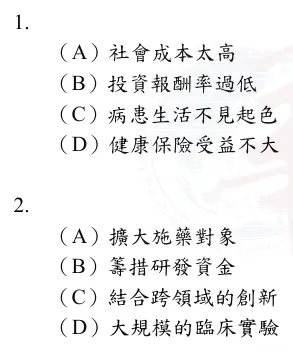 1.
（A）社會成本太高
（B）投資報酬率過低
（C）病患生活不見起色
（D）健康保險受益不大
2.
（A）擴大施藥對象
（B）籌措研發資金
（C）結合跨領域的創新
（D）大規模的臨床實驗